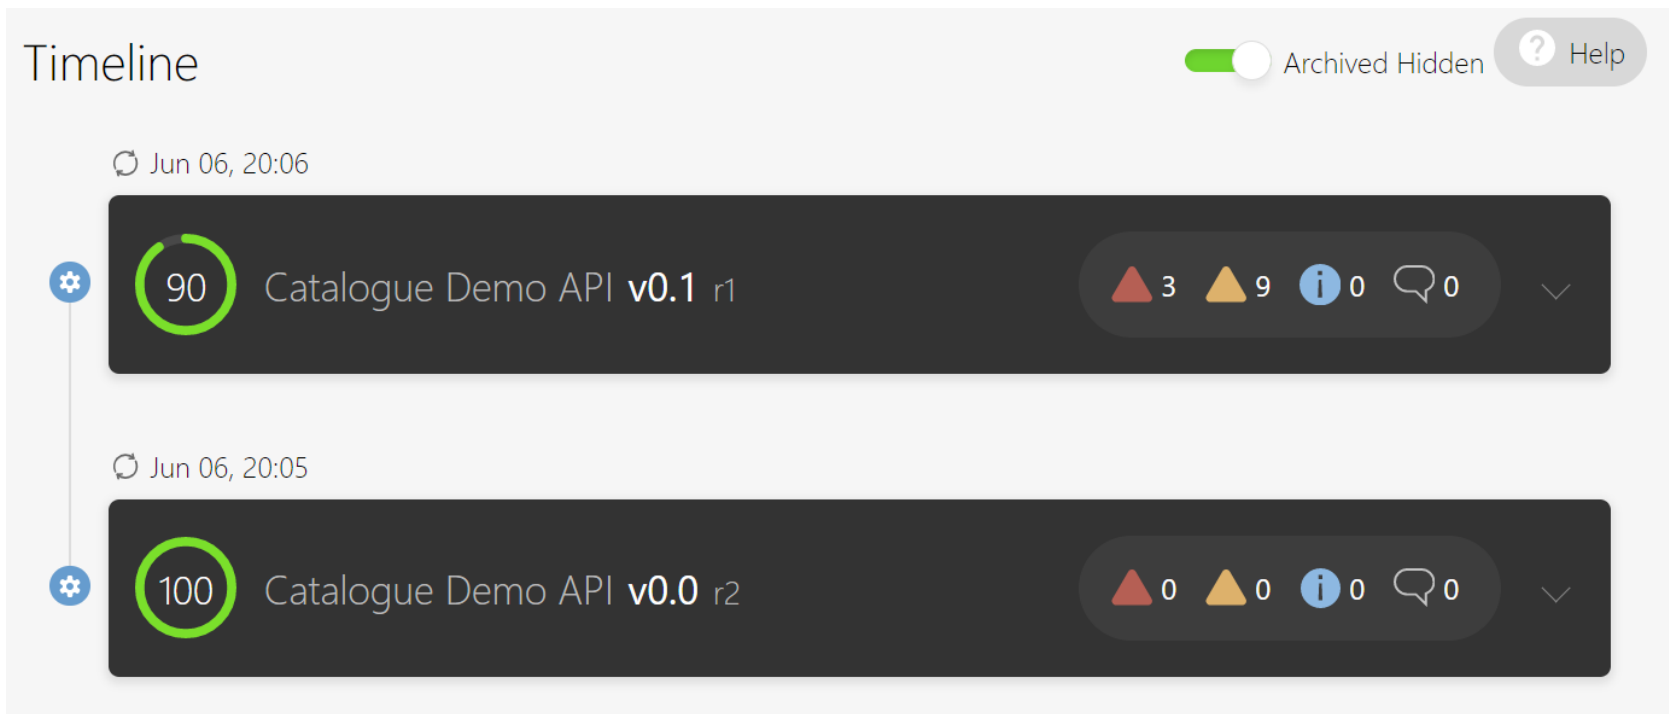 Timeline
Archived Hidden
? Help
Jun 06, 20:06
90 Catalogue Demo API v0.1 r1 3 9 i 0 0
Jun 06, 20:05
100 Catalogue Demo API v0.0 r2 0 0 i 0 0